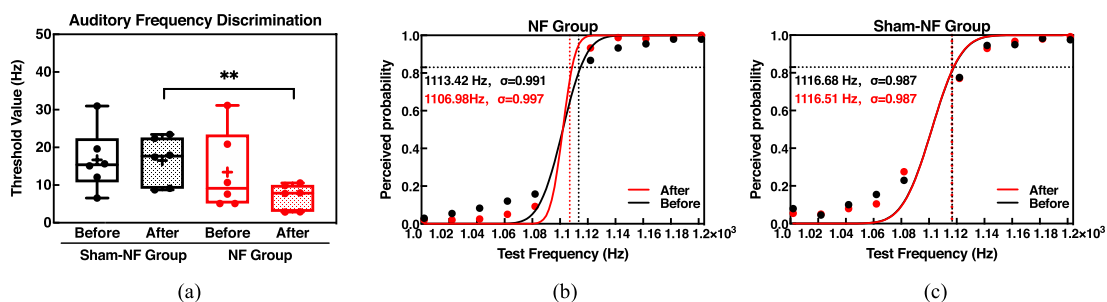 Auditory Frequency Discrimination
Threshold Value (Hz)
50
40
30
20
10
0
**
Before After Before After
Sham-NF Group NF Group
(a)
NF Group
Perceived probability
1.0
0.8
0.6
0.4
0.2
0.0
1113.42 Hz, σ=0.991
1106.98Hz, σ=0.997
After
Before
1.0 1.02 1.04 1.06 1.08 1.1 1.12 1.14 1.16 1.18 1.2×10³
Test Frequency (Hz)
(b)
Sham-NF Group
Perceived probability
1.0
0.8
0.6
0.4
0.2
0.0
1116.68 Hz, σ=0.987
1116.51 Hz, σ=0.987
After
Before
1.0 1.02 1.04 1.06 1.08 1.1 1.12 1.14 1.16 1.18 1.2×10³
Test Frequency (Hz)
(c)